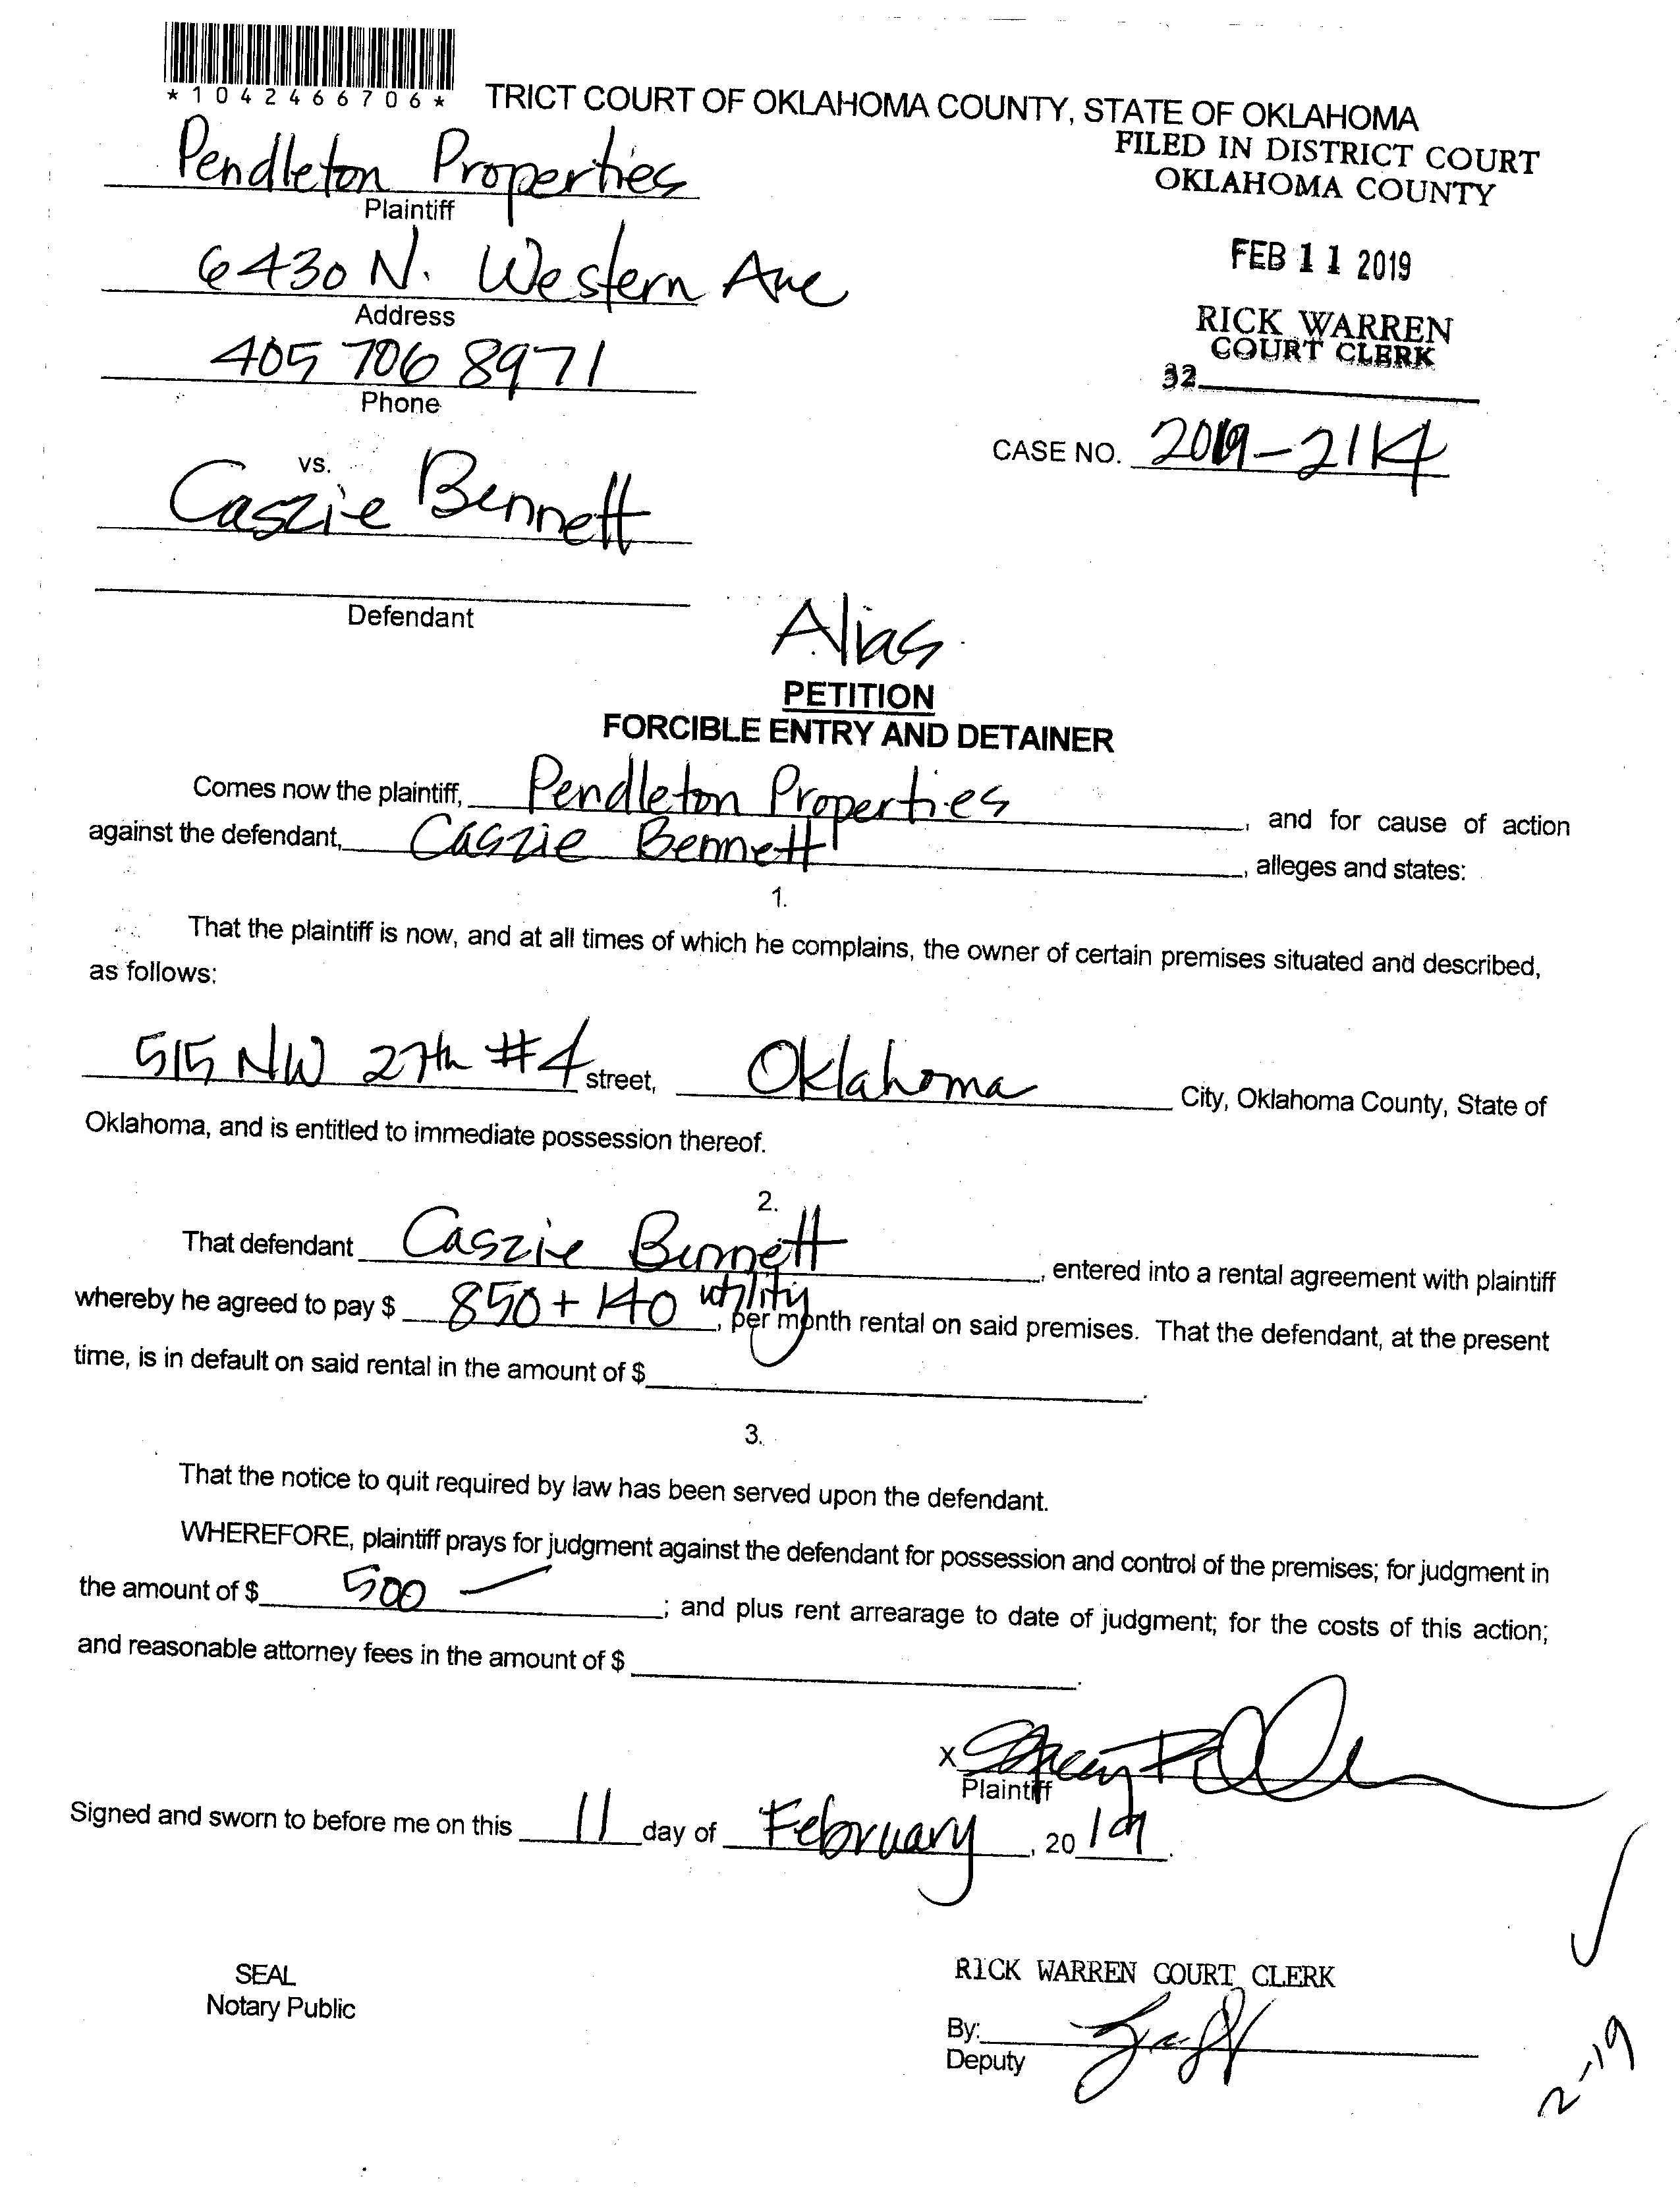 *1042466706*
TRICT COURT OF OKLAHOMA COUNTY, STATE OF OKLAHOMA
FILED IN DISTRICT COURT
OKLAHOMA COUNTY
Pendleton Properties
Plaintiff
FEB 11 2019
6430 N. Western Ave
Address
RICK WARREN
COURT CLERK
405 706 8971
Phone
32
CASE NO. 2019-2114
vs.
Caszie Bennett
Defendant
Alias
PETITION
FORCIBLE ENTRY AND DETAINER
Comes now the plaintiff, Pendleton Properties, and for cause of action
against the defendant, Caszie Bennett, alleges and states:
1.
That the plaintiff is now, and at all times of which he complains, the owner of certain premises situated and described,
as follows:
515 NW 27th #4 street, Oklahoma City, Oklahoma County, State of
Oklahoma, and is entitled to immediate possession thereof.
2.
That defendant Caszie Bennett, entered into a rental agreement with plaintiff
whereby he agreed to pay $ 850 + 140 utility, per month rental on said premises. That the defendant, at the present
time, is in default on said rental in the amount of $ .
3.
That the notice to quit required by law has been served upon the defendant.
WHEREFORE, plaintiff prays for judgment against the defendant for possession and control of the premises; for judgment in
the amount of $ 500 —; and plus rent arrearage to date of judgment; for the costs of this action;
and reasonable attorney fees in the amount of $ .
X
Plaintiff
Signed and sworn to before me on this 11 day of February, 2019.
SEAL
Notary Public
RICK WARREN COURT CLERK
By:
Deputy
2-19